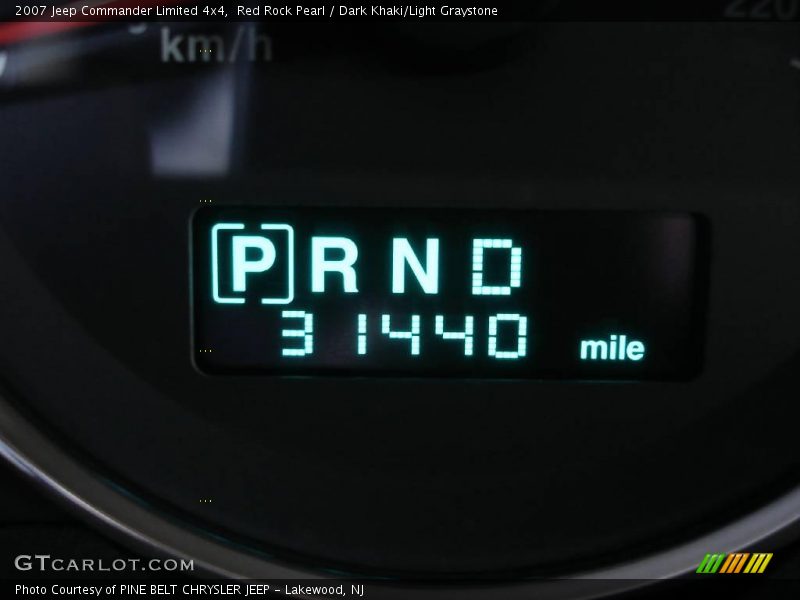 2007 Jeep Commander Limited 4x4,  Red Rock Pearl / Dark Khaki/Light Graystone
220
km/h
P R N D
31440 mile
GTCARLOT.COM
Photo Courtesy of PINE BELT CHRYSLER JEEP - Lakewood, NJ